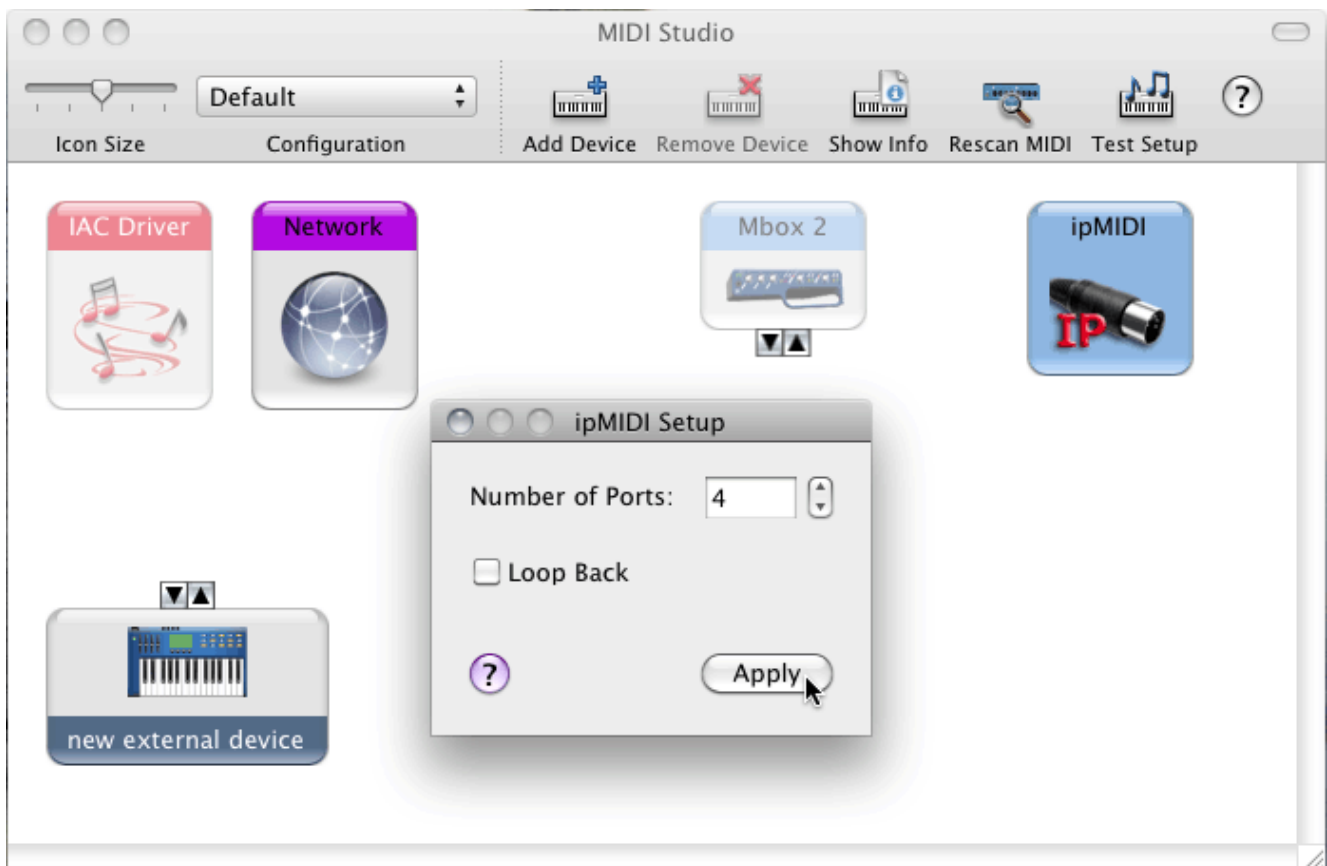 MIDI Studio
Default
Icon Size
Configuration
Add Device
Remove Device
Show Info
Rescan MIDI
Test Setup
?
IAC Driver
Network
Mbox 2
ipMIDI
IP
ipMIDI Setup
Number of Ports: 4
Loop Back
?
Apply
new external device